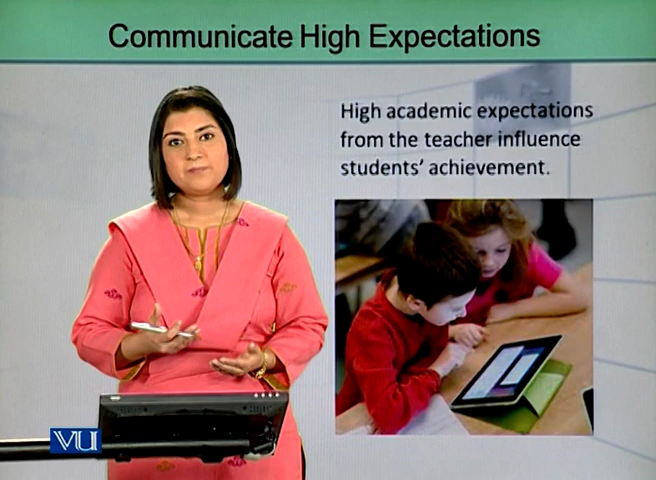 Communicate High Expectations
High academic expectations
from the teacher influence
students' achievement.
VU